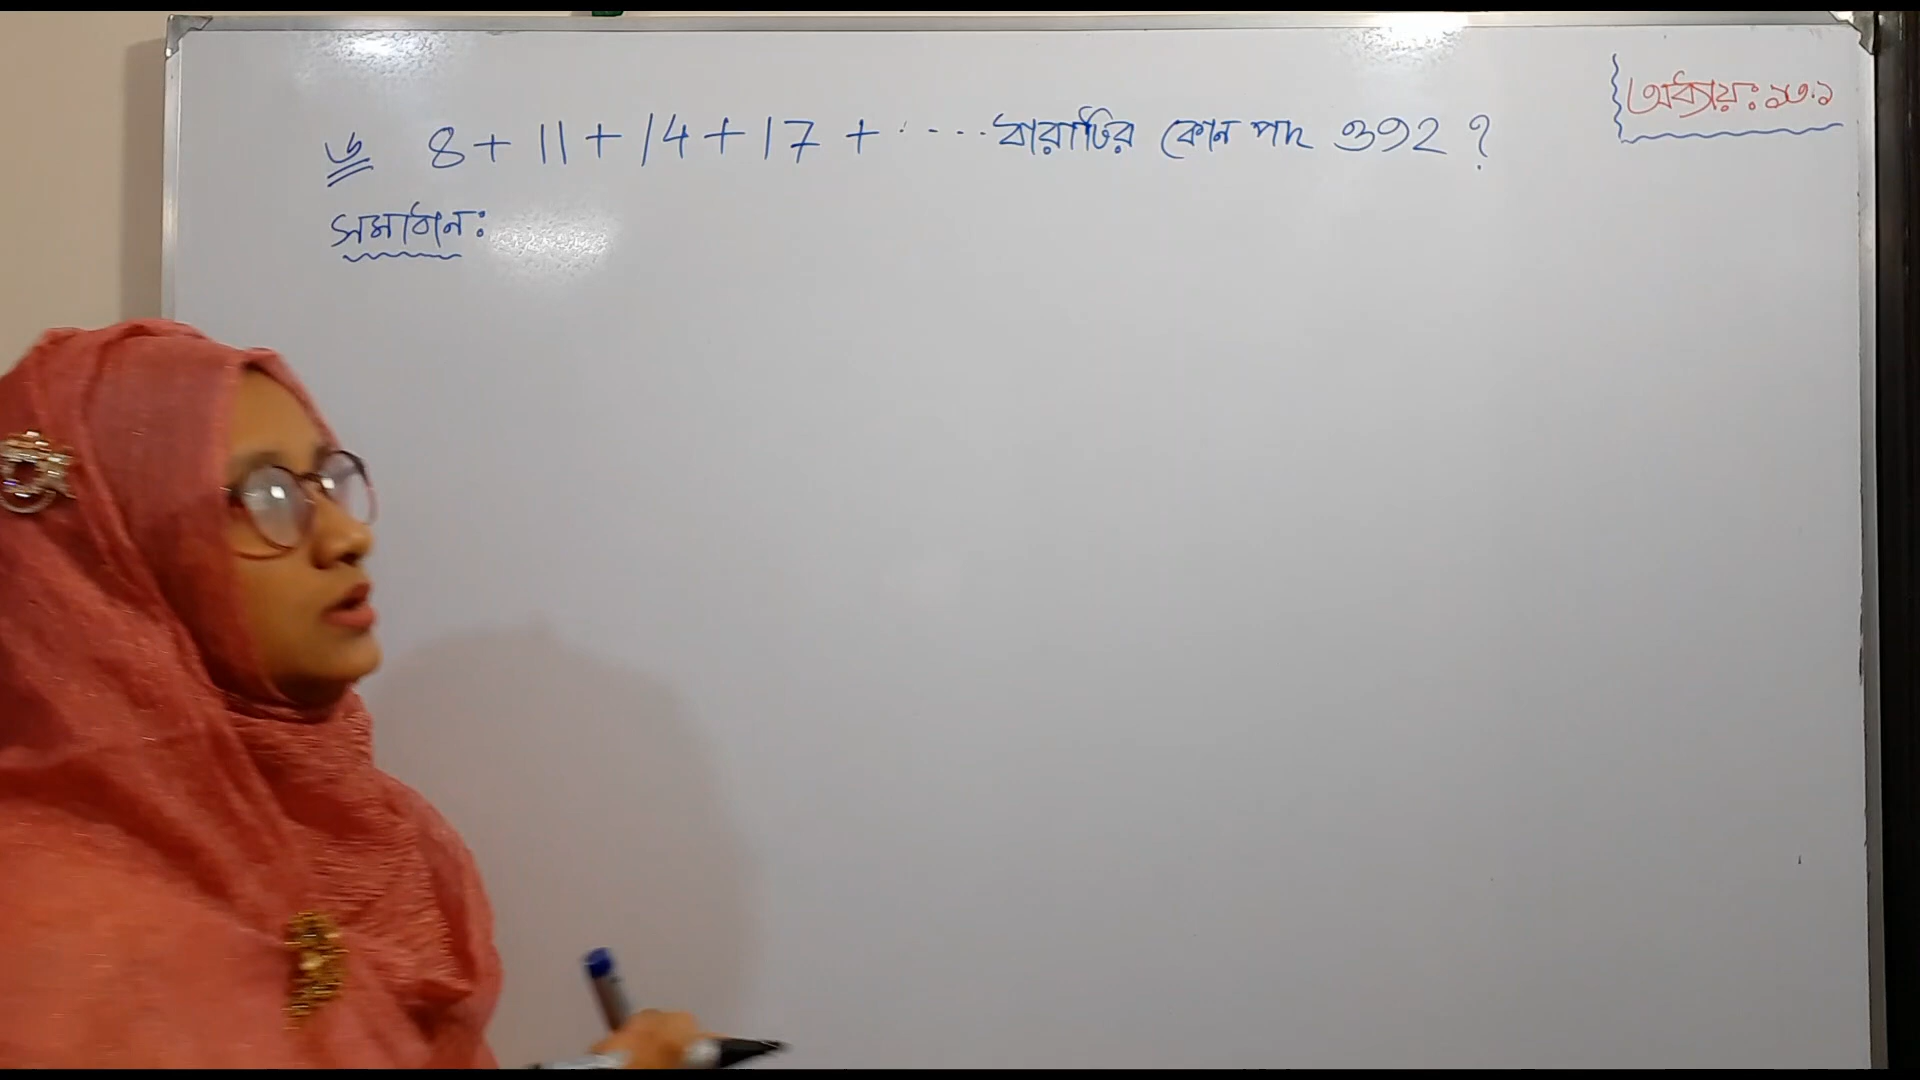 ৬ 8 + 11 + 14 + 17 + ..... ধারাটির কোন পদ ৩৯২ ?
অধ্যায়: ১৩.১
সমাধান: